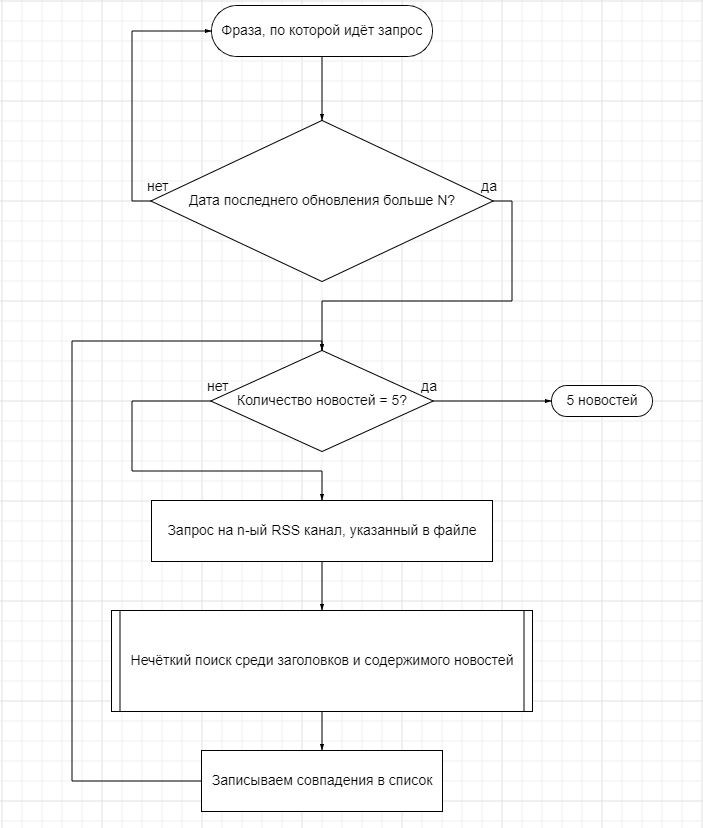 Фраза, по которой идёт запрос
нет
да
Дата последнего обновления больше N?
нет
да
Количество новостей = 5?
5 новостей
Запрос на n-ый RSS канал, указанный в файле
Нечёткий поиск среди заголовков и содержимого новостей
Записываем совпадения в список